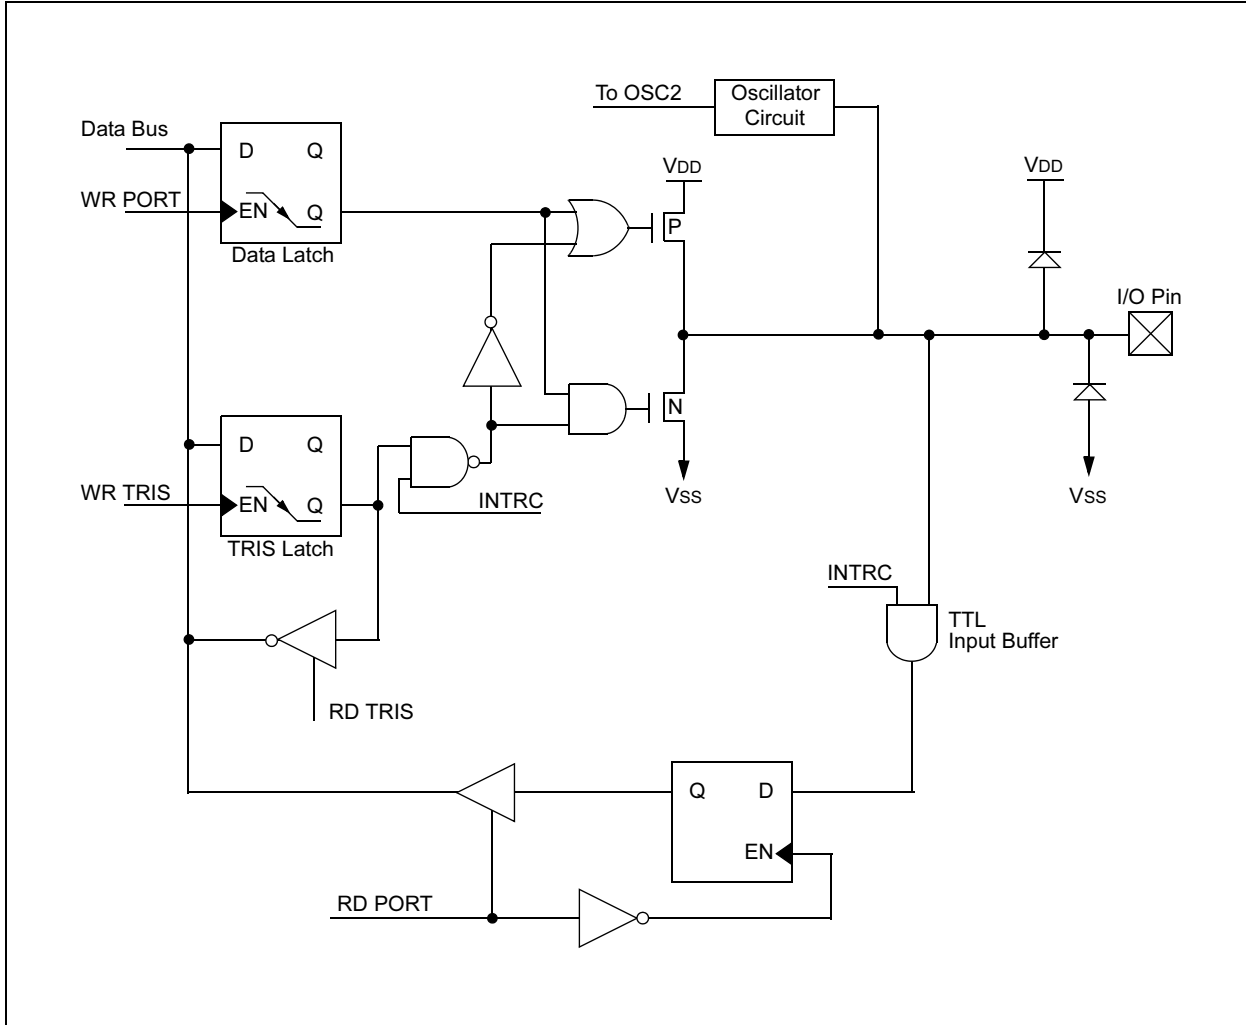 To OSC2
Oscillator
Circuit
Data Bus
D Q
WR PORT
EN Q
Data Latch
VDD
P
VDD
I/O Pin
N
VSS
VSS
D Q
WR TRIS
EN Q
TRIS Latch
INTRC
INTRC
TTL
Input Buffer
RD TRIS
Q D
EN
RD PORT